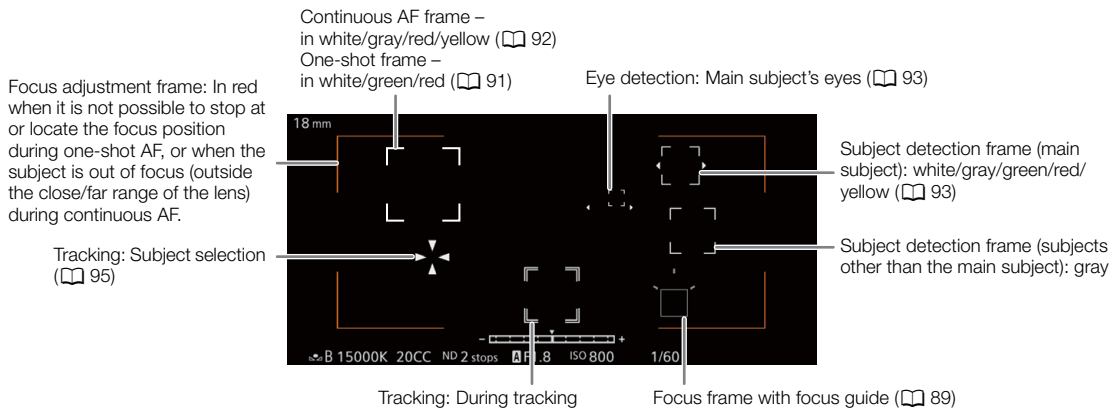 Continuous AF frame –
in white/gray/red/yellow (92)
One-shot frame –
in white/green/red (91)
Eye detection: Main subject's eyes (93)
Focus adjustment frame: In red
when it is not possible to stop at
or locate the focus position
during one-shot AF, or when the
subject is out of focus (outside
the close/far range of the lens)
during continuous AF.
18 mm
Subject detection frame (main
subject): white/gray/green/red/
yellow (93)
Tracking: Subject selection
(95)
Subject detection frame (subjects
other than the main subject): gray
- +
B 15000K 20CC ND 2 stops A F1.8 ISO 800 1/60
Tracking: During tracking
Focus frame with focus guide (89)